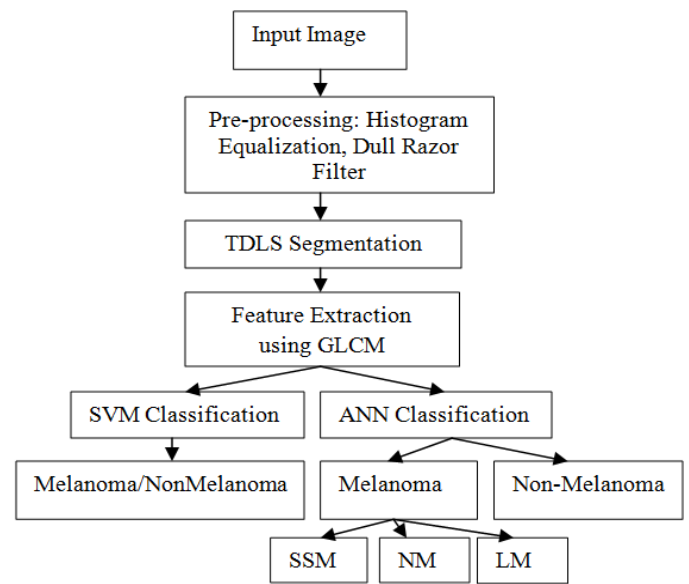 Input Image
Pre-processing: Histogram
Equalization, Dull Razor
Filter
TDLS Segmentation
Feature Extraction
using GLCM
SVM Classification
ANN Classification
Melanoma/NonMelanoma
Melanoma
Non-Melanoma
SSM
NM
LM